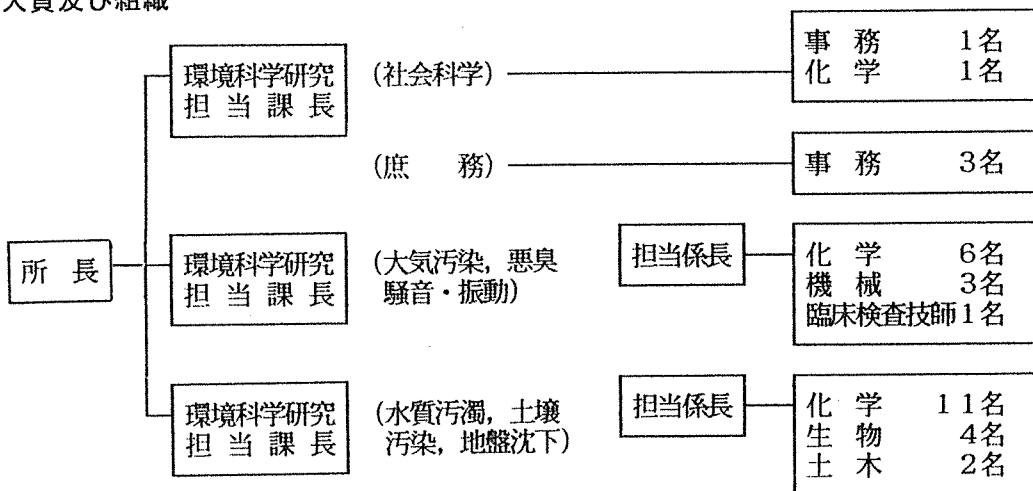 人員及び組織
環境科学研究
担当課長
(社会科学)
事務 1名
化学 1名
(庶務)
事務 3名
所長
環境科学研究
担当課長
(大気汚染，悪臭
騒音・振動)
担当係長
化学 6名
機械 3名
臨床検査技師1名
環境科学研究
担当課長
(水質汚濁，土壌
汚染，地盤沈下)
担当係長
化学 11名
生物 4名
土木 2名